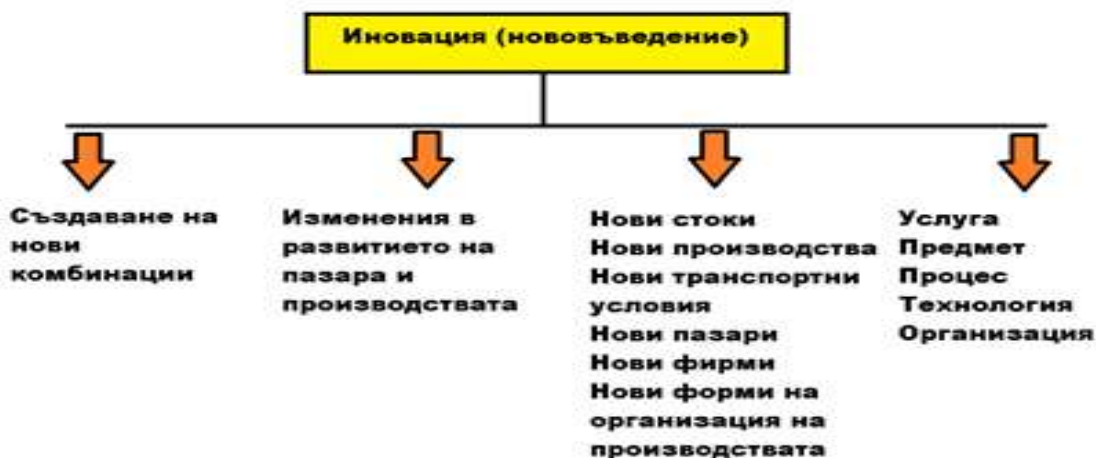 Иновация (нововъведение)
Създаване на
нови
комбинации
Изменения в
развитието на
пазара и
производствата
Нови стоки
Нови производства
Нови транспортни
условия
Нови пазари
Нови фирми
Нови форми на
организация на
производствата
Услуга
Предмет
Процес
Технология
Организация